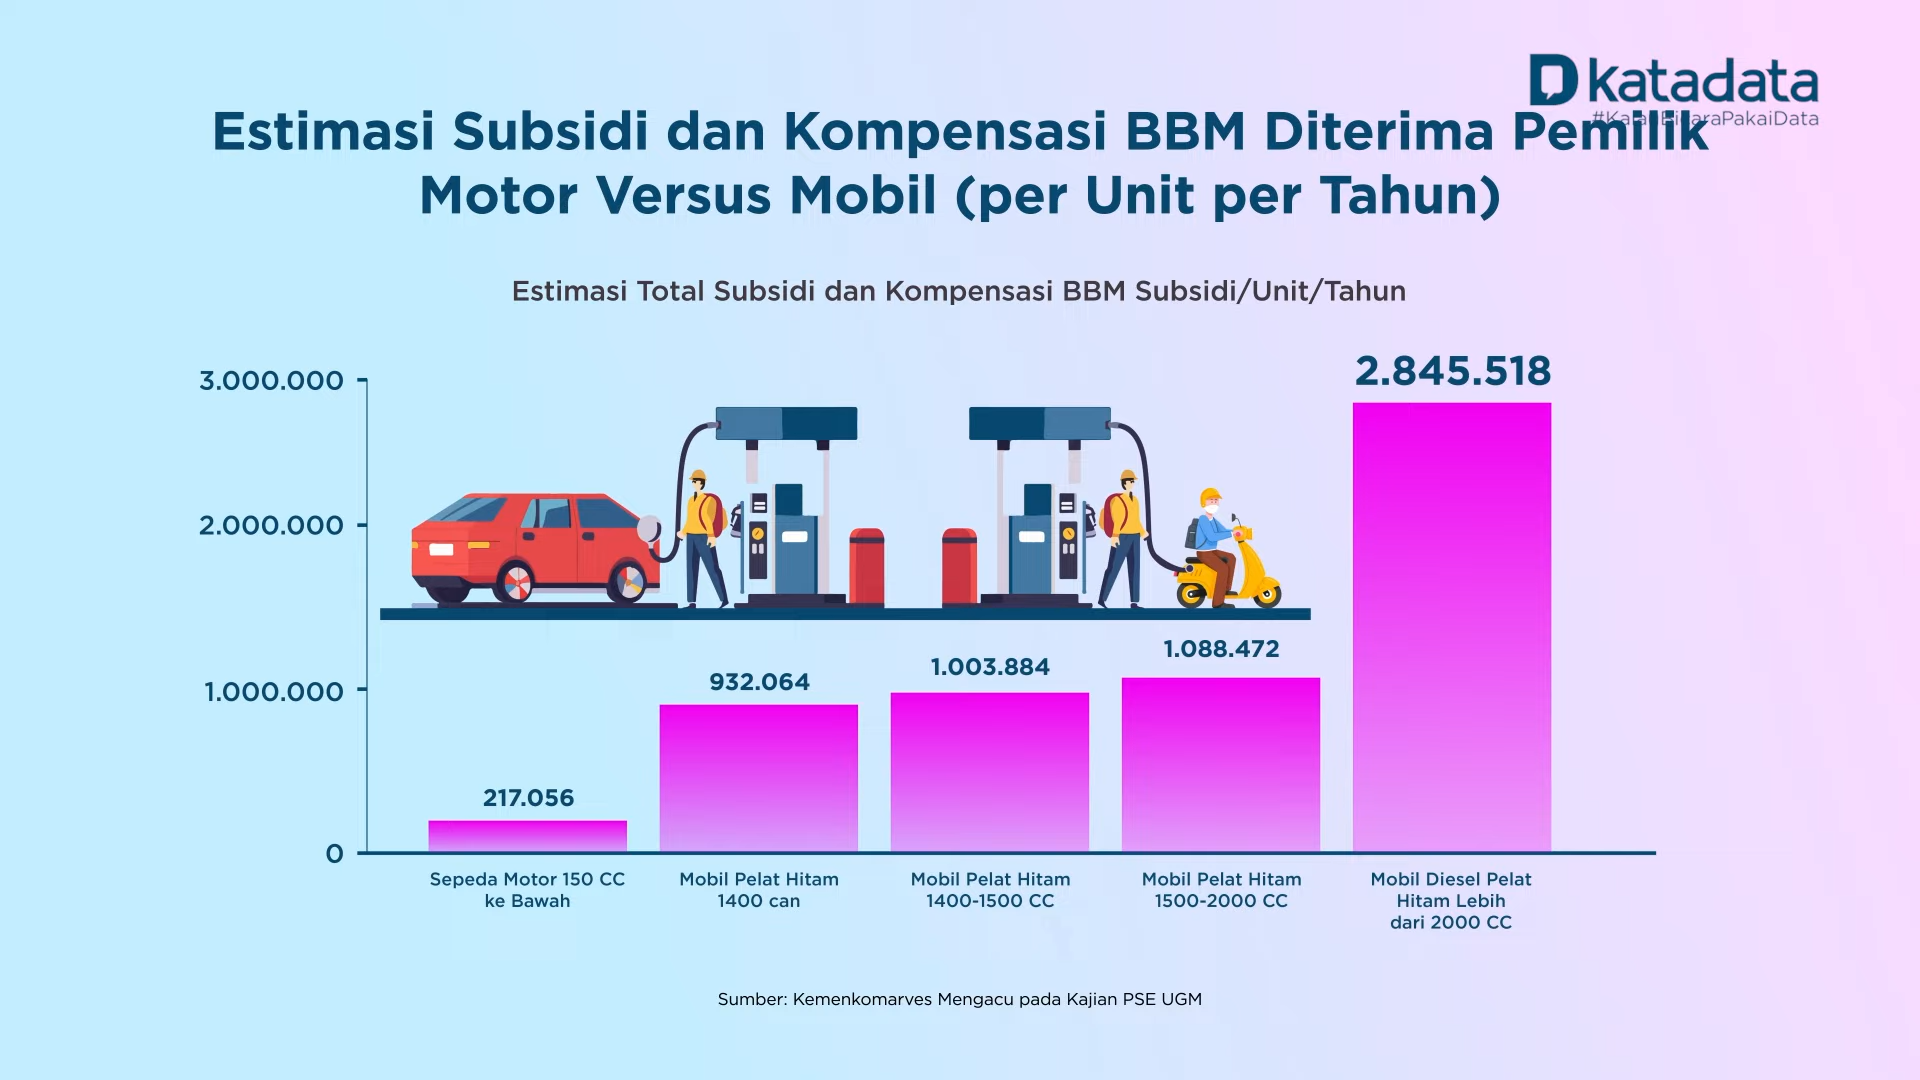 katadata
#KalauBicaraPakaiData
Estimasi Subsidi dan Kompensasi BBM Diterima Pemilik
Motor Versus Mobil (per Unit per Tahun)
Estimasi Total Subsidi dan Kompensasi BBM Subsidi/Unit/Tahun
3.000.000
2.000.000
1.000.000
0
217.056
932.064
1.003.884
1.088.472
2.845.518
Sepeda Motor 150 CC
ke Bawah
Mobil Pelat Hitam
1400 can
Mobil Pelat Hitam
1400-1500 CC
Mobil Pelat Hitam
1500-2000 CC
Mobil Diesel Pelat
Hitam Lebih
dari 2000 CC
Sumber: Kemenkomarves Mengacu pada Kajian PSE UGM